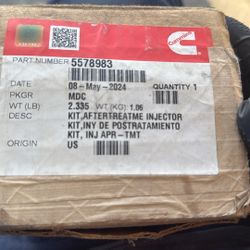 Cummins
PART NUMBER 5578983
DATE 08-May-2024 QUANTITY 1
PKGR MDC
WT (LB) 2.335 WT (KG) 1.06
DESC KIT,AFTERTREATME INJECTOR
KIT,INY DE POSTRATAMIENTO
KIT, INJ APR-TMT
ORIGIN US